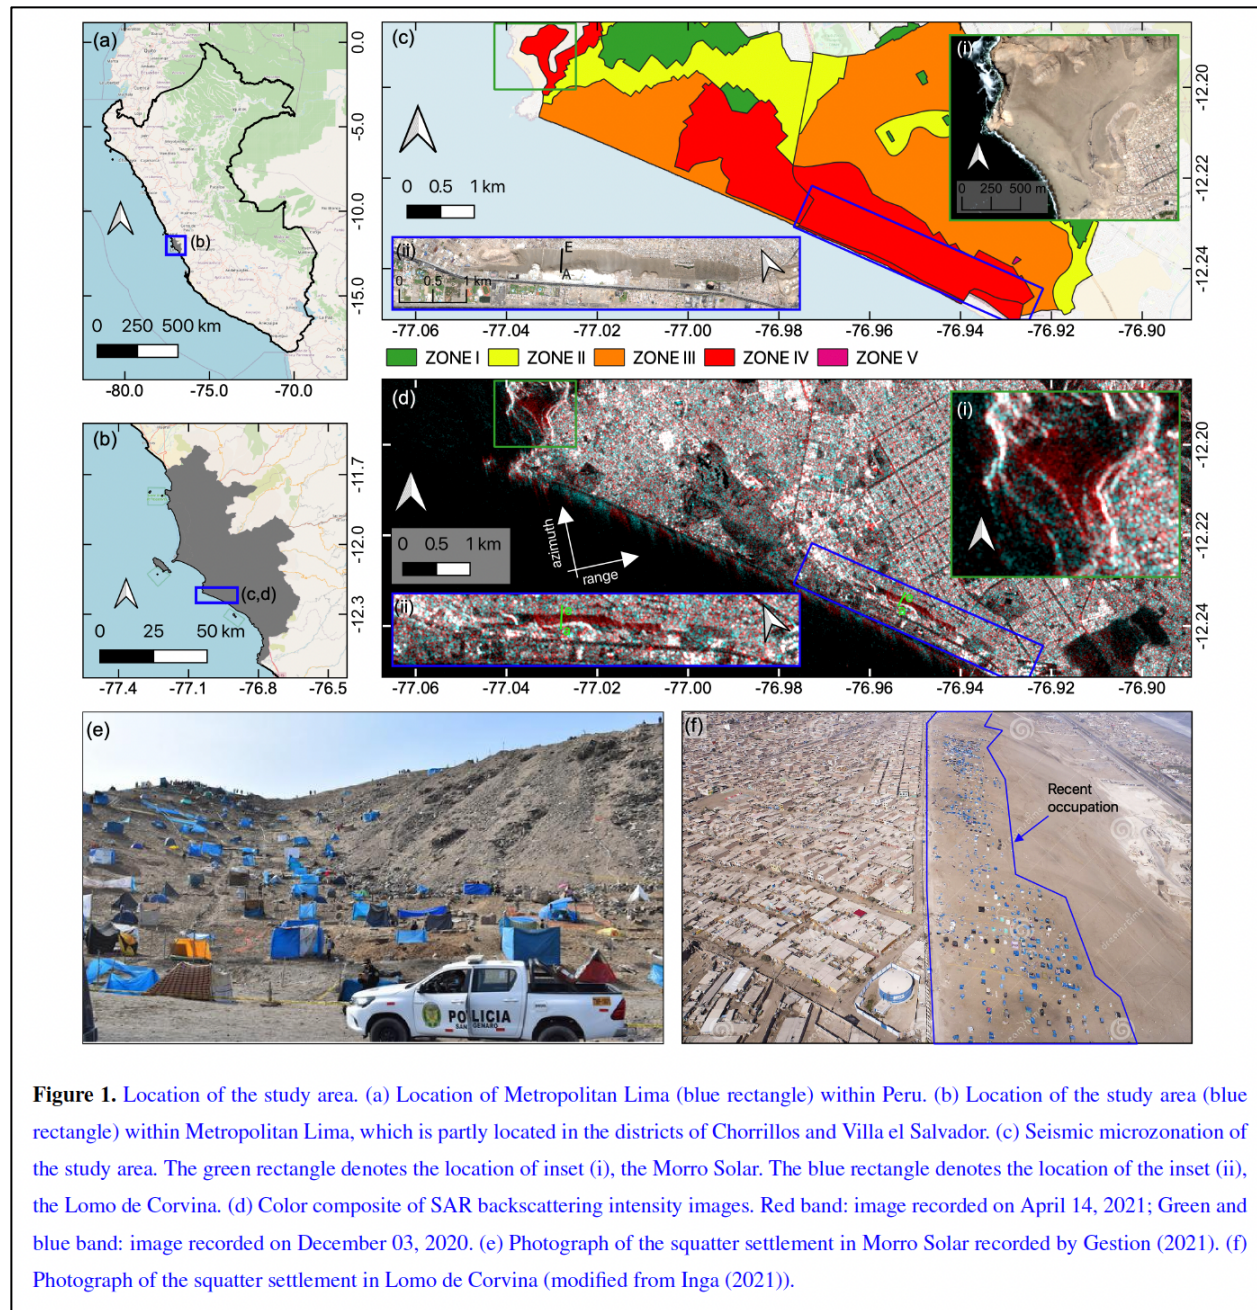 (a)
0.0
-5.0
-10.0
-15.0
(b)
0 250 500 km
-80.0 -75.0 -70.0
(c)
(i)
0 250 500 m
0 0.5 1 km
(ii)
E
A
0 0.5 1 km
-12.20
-12.22
-12.24
-77.06 -77.04 -77.02 -77.00 -76.98 -76.96 -76.94 -76.92 -76.90
ZONE I ZONE II ZONE III ZONE IV ZONE V
(b)
-11.7
-12.0
-12.3
(c,d)
0 25 50 km
-77.4 -77.1 -76.8 -76.5
(d)
(i)
0 0.5 1 km
azimuth
range
(ii)
-12.20
-12.22
-12.24
-77.06 -77.04 -77.02 -77.00 -76.98 -76.96 -76.94 -76.92 -76.90
(e)
POLICIA
SAN GENARO
(f)
Recent
occupation
Figure 1. Location of the study area. (a) Location of Metropolitan Lima (blue rectangle) within Peru. (b) Location of the study area (blue
rectangle) within Metropolitan Lima, which is partly located in the districts of Chorrillos and Villa el Salvador. (c) Seismic microzonation of
the study area. The green rectangle denotes the location of inset (i), the Morro Solar. The blue rectangle denotes the location of the inset (ii),
the Lomo de Corvina. (d) Color composite of SAR backscattering intensity images. Red band: image recorded on April 14, 2021; Green and
blue band: image recorded on December 03, 2020. (e) Photograph of the squatter settlement in Morro Solar recorded by Gestion (2021). (f)
Photograph of the squatter settlement in Lomo de Corvina (modified from Inga (2021)).